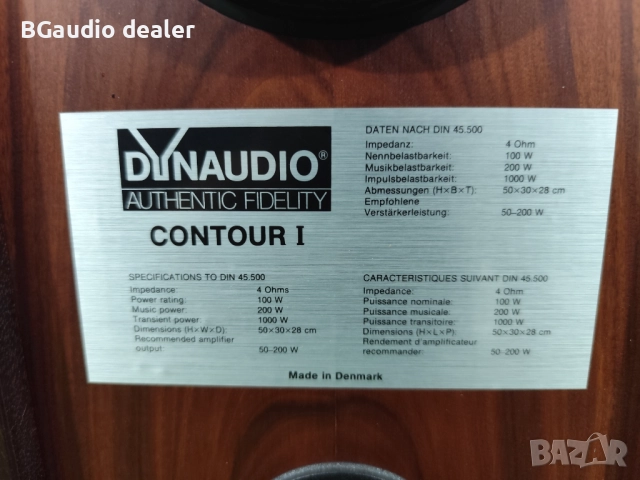 BGaudio dealer
DYNAUDIO®
AUTHENTIC FIDELITY
CONTOUR I
DATEN NACH DIN 45.500
Impedanz: 4 Ohm
Nennbelastbarkeit: 100 W
Musikbelastbarkeit: 200 W
Impulsbelastbarkeit: 1000 W
Abmessungen (H×B×T): 50×30×28 cm
Empfohlene
Verstärkerleistung: 50-200 W
SPECIFICATIONS TO DIN 45.500
Impedance: 4 Ohms
Power rating: 100 W
Music power: 200 W
Transient power: 1000 W
Dimensions (H×W×D): 50×30×28 cm
Recommended amplifier
output: 50-200 W
CARACTERISTIQUES SUIVANT DIN 45.500
Impedance: 4 Ohm
Puissance nominale: 100 W
Puissance musicale: 200 W
Puissance transitoire: 1000 W
Dimensions (H×L×P): 50×30×28 cm
Rendement d'amplificateur
recommander: 50-200 W
Made in Denmark
BAZAR